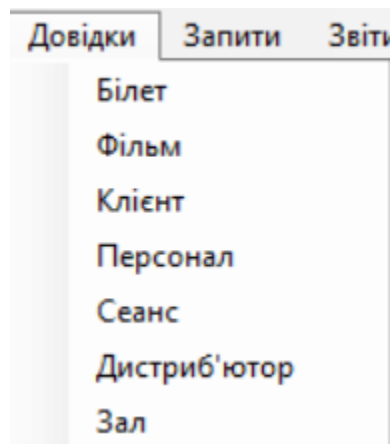 Довідки Запити Звіти
Білет
Фільм
Клієнт
Персонал
Сеанс
Дистриб'ютор
Зал